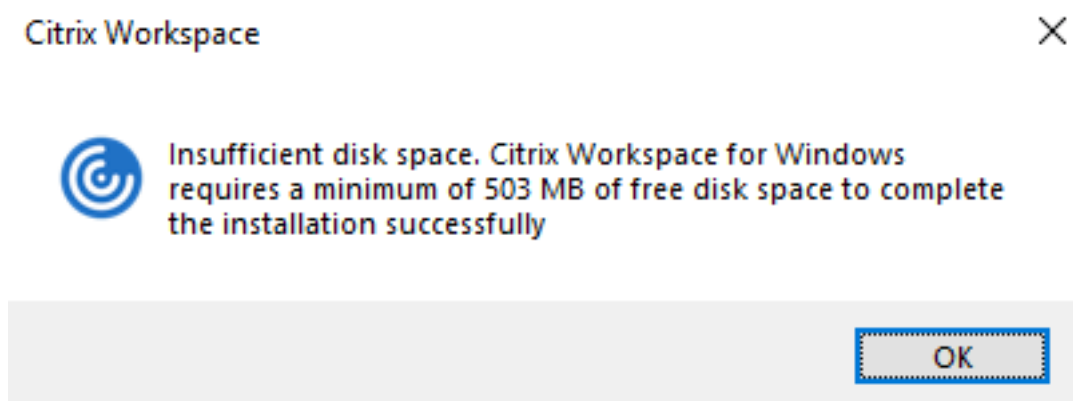 Citrix Workspace
Insufficient disk space. Citrix Workspace for Windows
requires a minimum of 503 MB of free disk space to complete
the installation successfully
OK